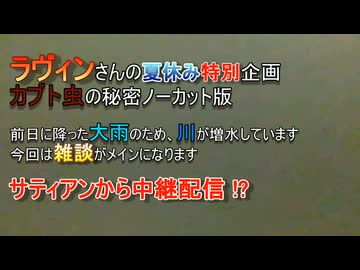 ラヴィンさんの夏休み特別企画
カブト虫の秘密ノーカット版
前日に降った大雨のため、川が増水しています
今回は雑談がメインになります
サティアンから中継配信!?